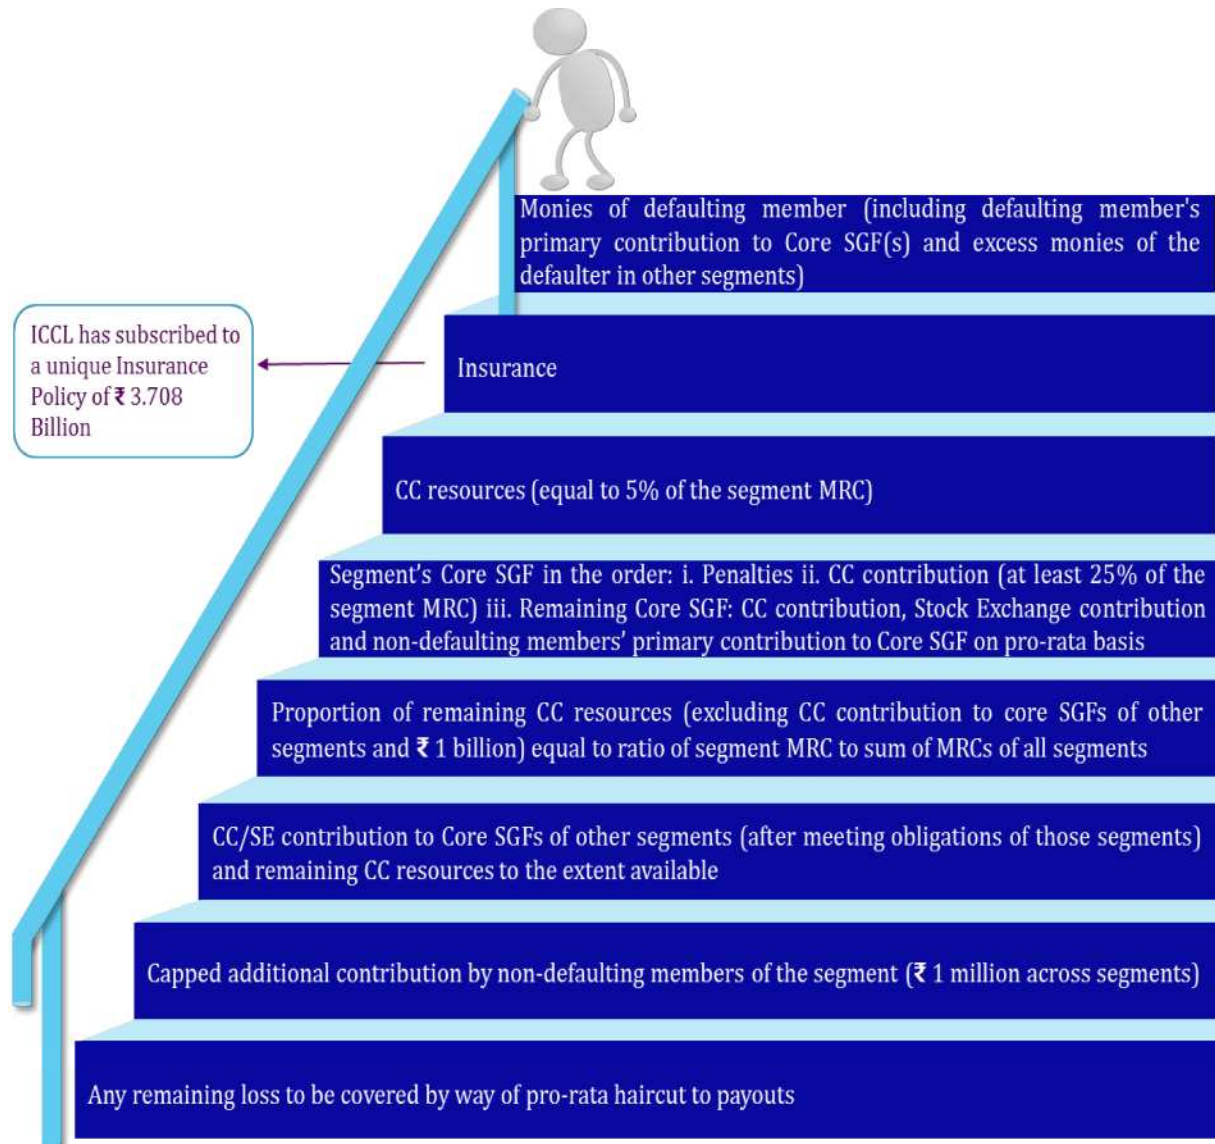 Monies of defaulting member (including defaulting member's
primary contribution to Core SGF(s) and excess monies of the
defaulter in other segments)
ICCL has subscribed to
a unique Insurance
Policy of ₹ 3.708
Billion
Insurance
CC resources (equal to 5% of the segment MRC)
Segment’s Core SGF in the order: i. Penalties ii. CC contribution (at least 25% of the
segment MRC) iii. Remaining Core SGF: CC contribution, Stock Exchange contribution
and non-defaulting members’ primary contribution to Core SGF on pro-rata basis
Proportion of remaining CC resources (excluding CC contribution to core SGFs of other
segments and ₹ 1 billion) equal to ratio of segment MRC to sum of MRCs of all segments
CC/SE contribution to Core SGFs of other segments (after meeting obligations of those segments)
and remaining CC resources to the extent available
Capped additional contribution by non-defaulting members of the segment (₹ 1 million across segments)
Any remaining loss to be covered by way of pro-rata haircut to payouts